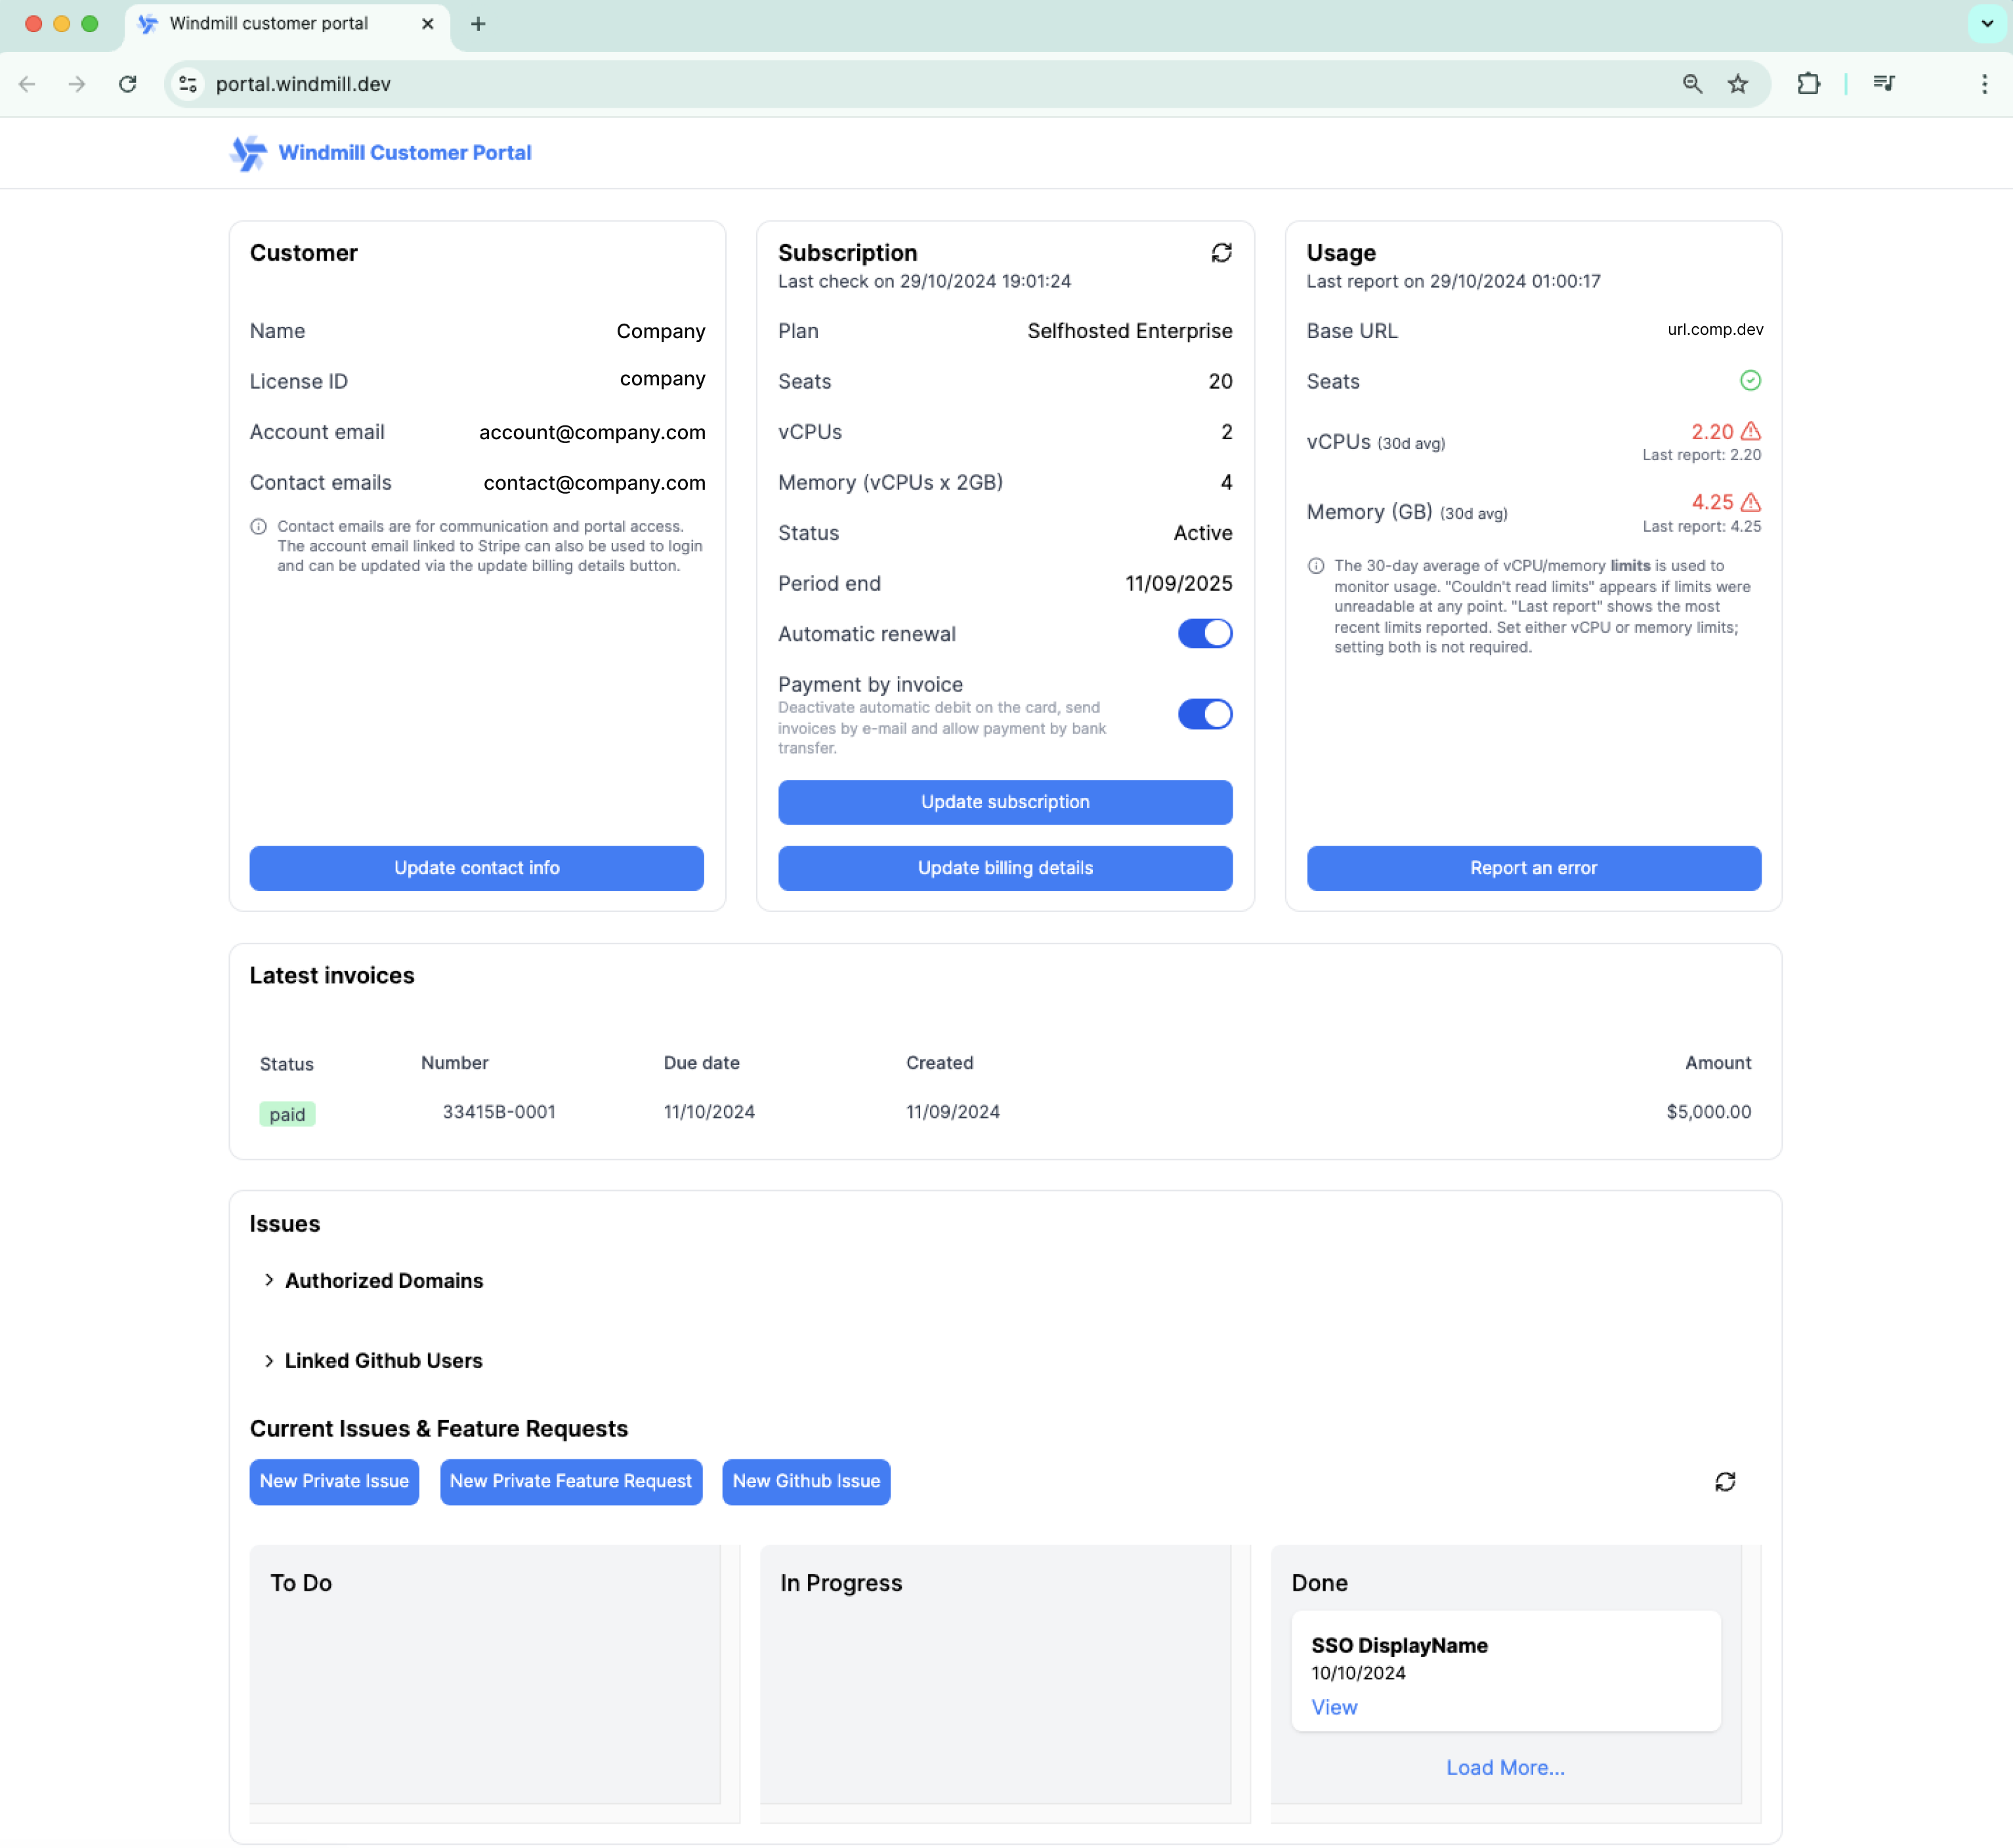 Windmill customer portal
portal.windmill.dev
Windmill Customer Portal
Customer
Name Company
License ID company
Account email account@company.com
Contact emails contact@company.com
Contact emails are for communication and portal access.
The account email linked to Stripe can also be used to login
and can be updated via the update billing details button.
Update contact info
Subscription
Last check on 29/10/2024 19:01:24
Plan Selfhosted Enterprise
Seats 20
vCPUs 2
Memory (vCPUs x 2GB) 4
Status Active
Period end 11/09/2025
Automatic renewal
Payment by invoice
Deactivate automatic debit on the card, send
invoices by e-mail and allow payment by bank
transfer.
Update subscription
Update billing details
Usage
Last report on 29/10/2024 01:00:17
Base URL url.comp.dev
Seats
vCPUs (30d avg) 2.20
Last report: 2.20
Memory (GB) (30d avg) 4.25
Last report: 4.25
The 30-day average of vCPU/memory limits is used to
monitor usage. "Couldn't read limits" appears if limits were
unreadable at any point. "Last report" shows the most
recent limits reported. Set either vCPU or memory limits;
setting both is not required.
Report an error
Latest invoices
Status Number Due date Created Amount
paid 33415B-0001 11/10/2024 11/09/2024 $5,000.00
Issues
Authorized Domains
Linked Github Users
Current Issues & Feature Requests
New Private Issue New Private Feature Request New Github Issue
To Do
In Progress
Done
SSO DisplayName
10/10/2024
View
Load More...